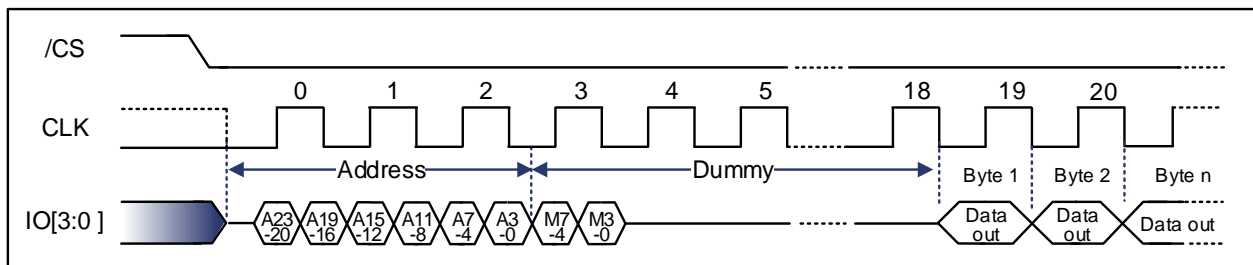 /CS
0 1 2 3 4 5 18 19 20
CLK
Address Dummy Byte 1 Byte 2 Byte n
IO[3:0 ]
A23 A19 A15 A11 A7 A3 M7 M3 Data Data Data out
-20 -16 -12 -8 -4 -0 -4 -0 out out